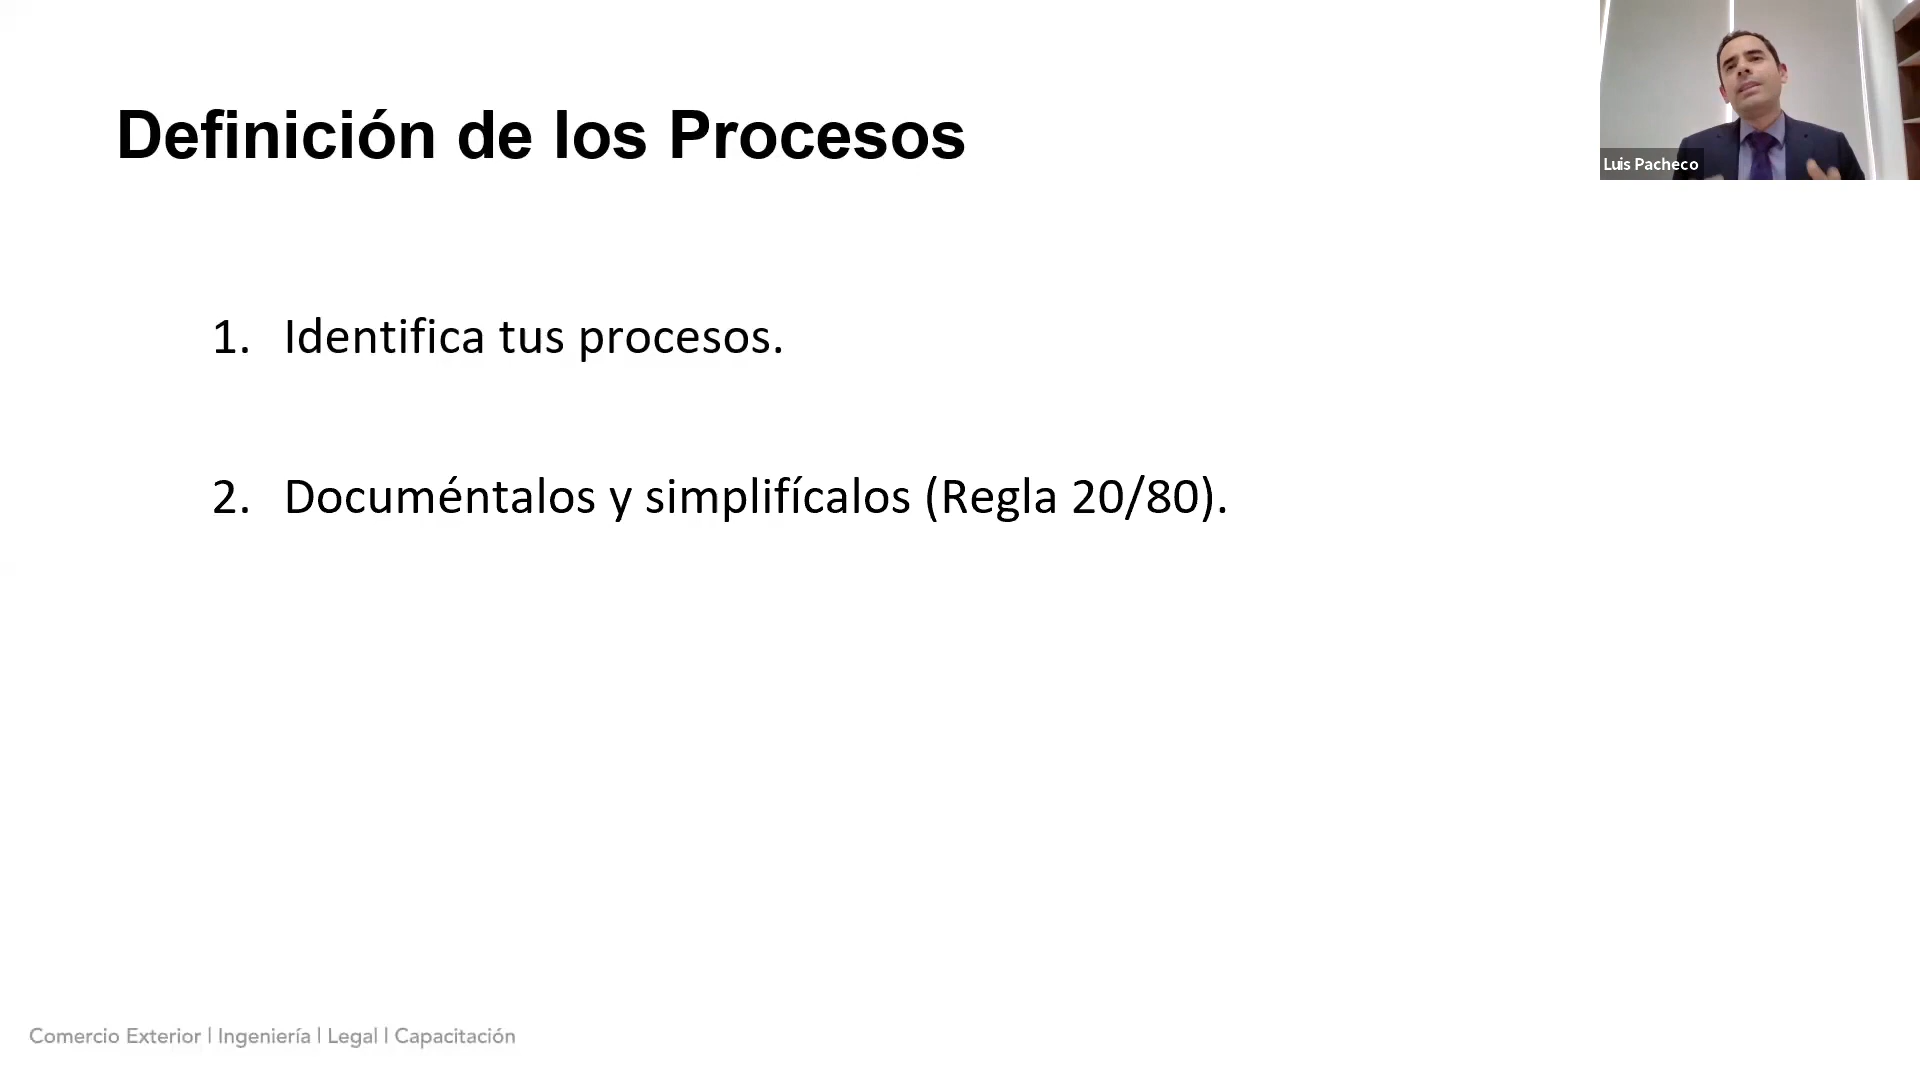 Definición de los Procesos
Luis Pacheco
1. Identifica tus procesos.
2. Documéntalos y simplifícalos (Regla 20/80).
Comercio Exterior | Ingeniería | Legal | Capacitación